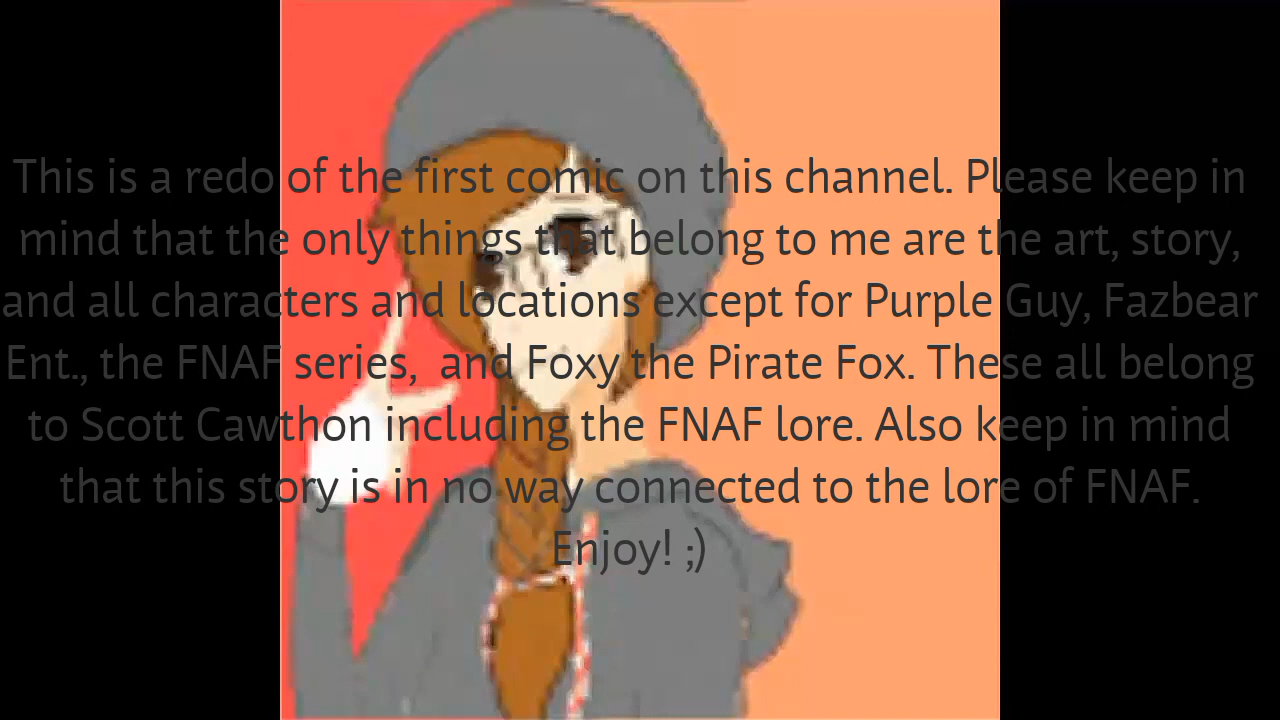 This is a redo of the first comic on this channel. Please keep in
mind that the only things that belong to me are the art, story,
and all characters and locations except for Purple Guy, Fazbear
Ent., the FNAF series,  and Foxy the Pirate Fox. These all belong
to Scott Cawthon including the FNAF lore. Also keep in mind
that this story is in no way connected to the lore of FNAF.
Enjoy! ;)